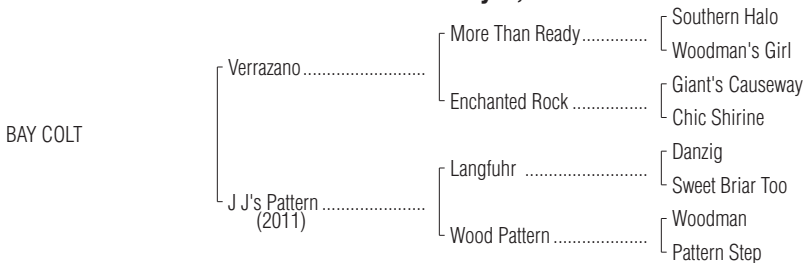 Southern Halo
More Than Ready..............
Woodman's Girl
Verrazano..........................
Giant's Causeway
Enchanted Rock ................
Chic Shirine
BAY COLT
Danzig
Langfuhr ..........................
Sweet Briar Too
J J's Pattern ......................
(2011)
Woodman
Wood Pattern ....................
Pattern Step